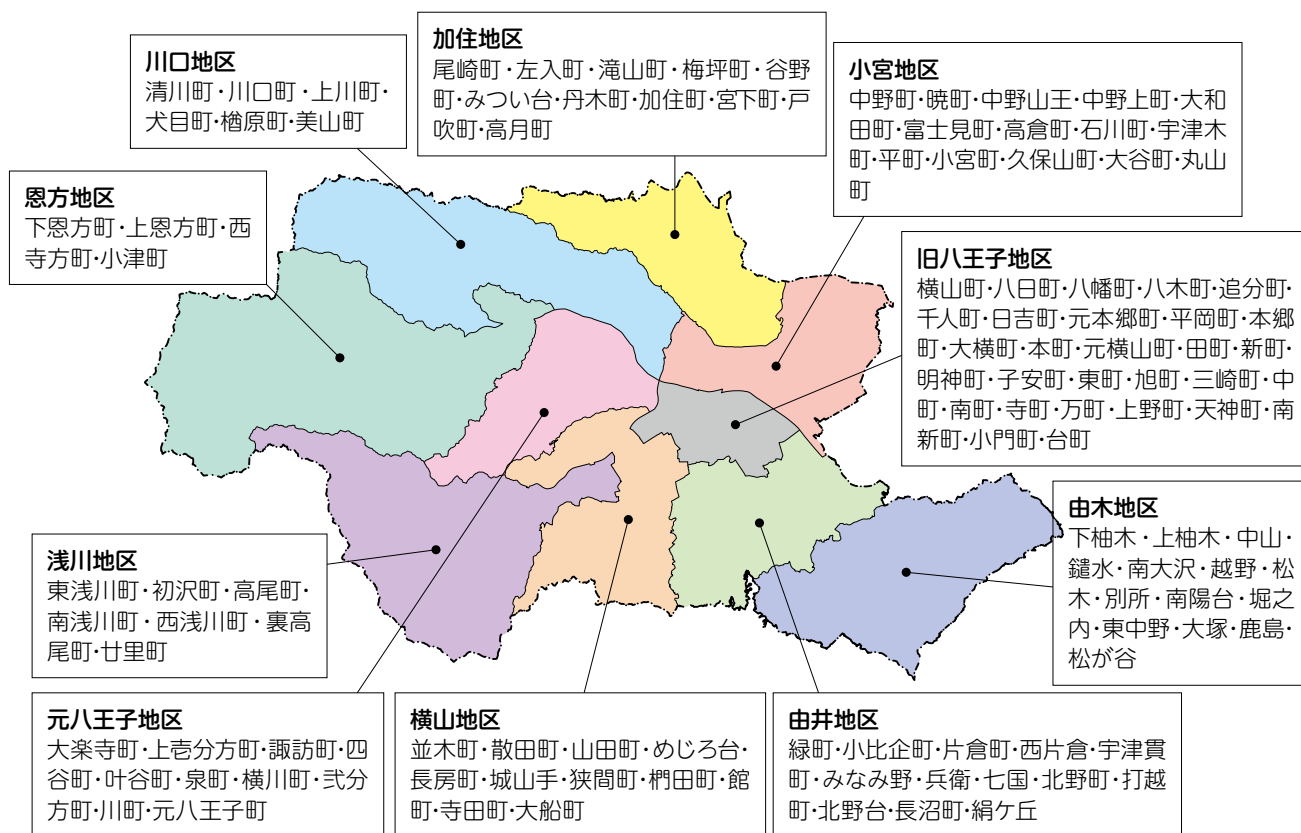 川口地区
清川町・川口町・上川町・
犬目町・楢原町・美山町
加住地区
尾崎町・左入町・滝山町・梅坪町・谷野
町・みつい台・丹木町・加住町・宮下町・戸
吹町・高月町
小宮地区
中野町・暁町・中野山王・中野上町・大和
田町・富士見町・高倉町・石川町・宇津木
町・平町・小宮町・久保山町・大谷町・丸山
町
恩方地区
下恩方町・上恩方町・西
寺方町・小津町
旧八王子地区
横山町・八日町・八幡町・八木町・追分町・
千人町・日吉町・元本郷町・平岡町・本郷
町・大横町・本町・元横山町・田町・新町・
明神町・子安町・東町・旭町・三崎町・中
町・南町・寺町・万町・上野町・天神町・南
新町・小門町・台町
由木地区
下柚木・上柚木・中山・
鑓水・南大沢・越野・松
木・別所・南陽台・堀之
内・東中野・大塚・鹿島・
松が谷
浅川地区
東浅川町・初沢町・高尾町・
南浅川町・西浅川町・裏高
尾町・廿里町
元八王子地区
大楽寺町・上壱分方町・諏訪町・四
谷町・叶谷町・泉町・横川町・弐分
方町・川町・元八王子町
横山地区
並木町・散田町・山田町・めじろ台・
長房町・城山手・狭間町・椚田町・館
町・寺田町・大船町
由井地区
緑町・小比企町・片倉町・西片倉・宇津貫
町・みなみ野・兵衛・七国・北野町・打越
町・北野台・長沼町・絹ケ丘